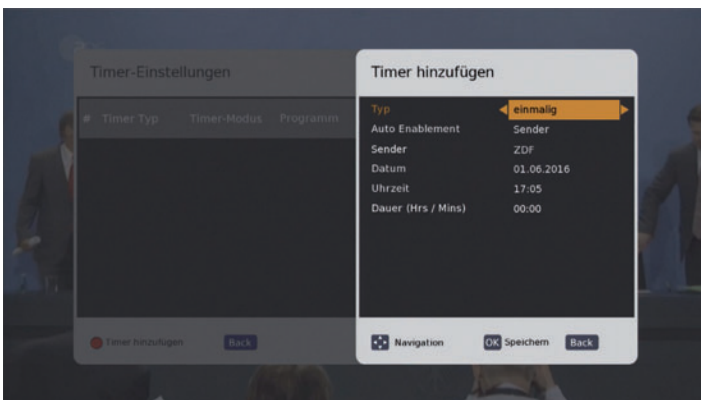 Timer-Einstellungen
# Timer Typ Timer-Modus Programm
Timer hinzufügen Back
Timer hinzufügen
Typ einmalig
Auto Enablement Sender
Sender ZDF
Datum 01.06.2016
Uhrzeit 17:05
Dauer (Hrs / Mins) 00:00
Navigation OK Speichern Back